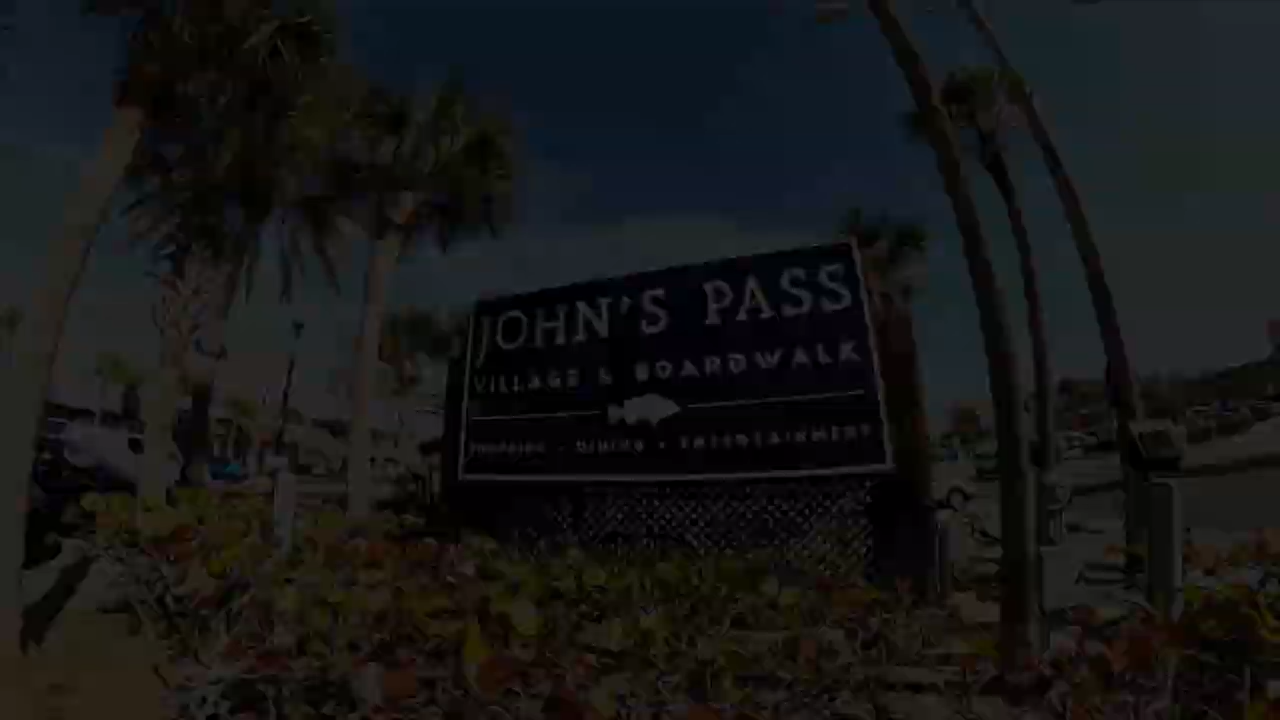 JOHN'S PASS
VILLAGE & BOARDWALK
SHOPPING • DINING • ENTERTAINMENT